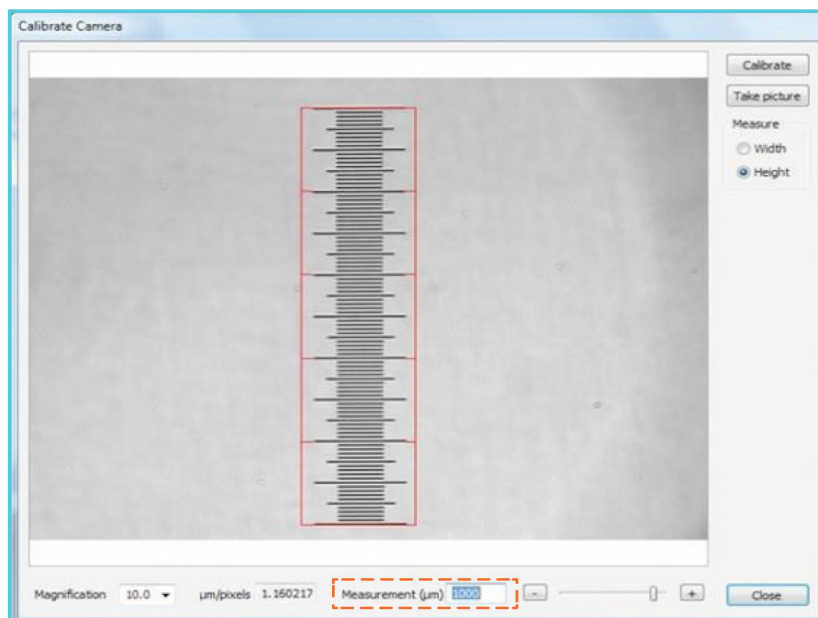 Calibrate Camera
Calibrate
Take picture
Measure
Width
Height
Magnification 10.0 µm/pixels 1.160217 Measurement (µm) 1000 - + Close